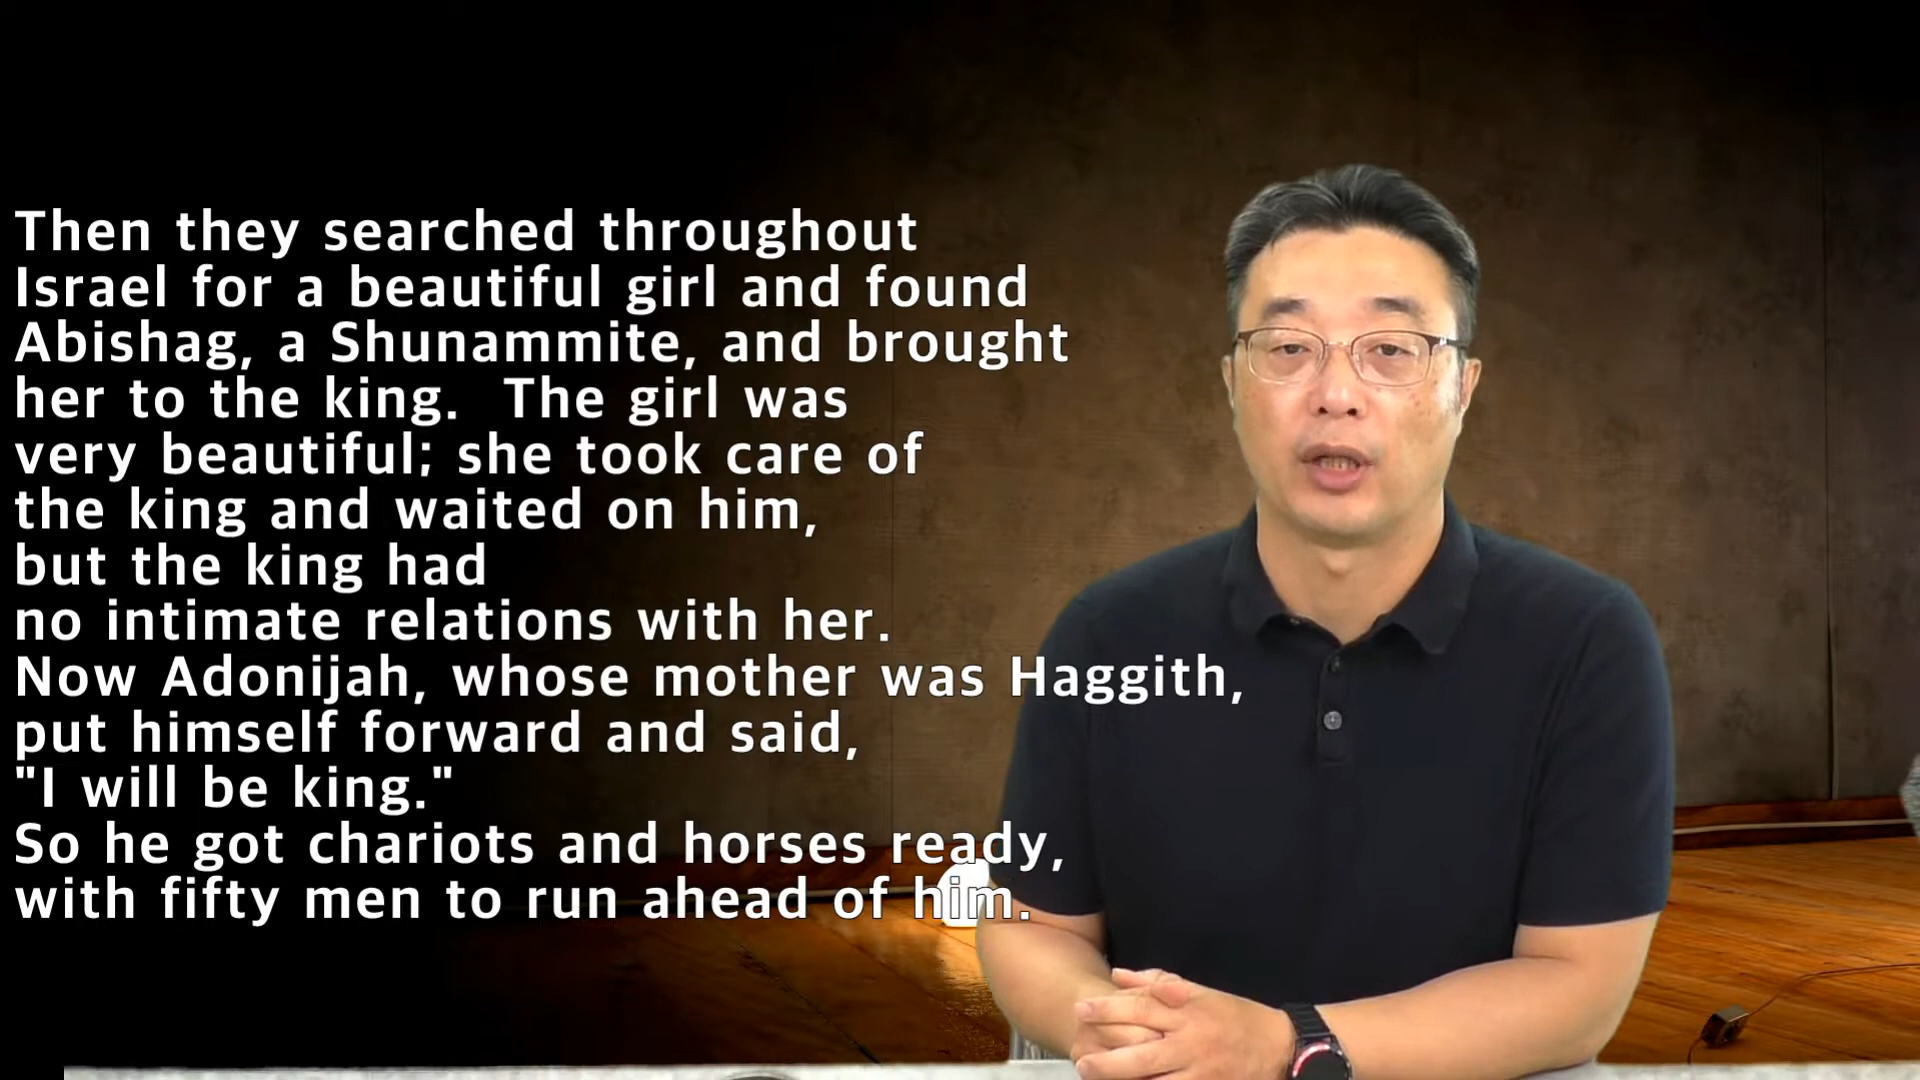 Then they searched throughout
Israel for a beautiful girl and found
Abishag, a Shunammite, and brought
her to the king.  The girl was
very beautiful; she took care of
the king and waited on him,
but the king had
no intimate relations with her.
Now Adonijah, whose mother was Haggith,
put himself forward and said,
"I will be king."
So he got chariots and horses ready,
with fifty men to run ahead of him.